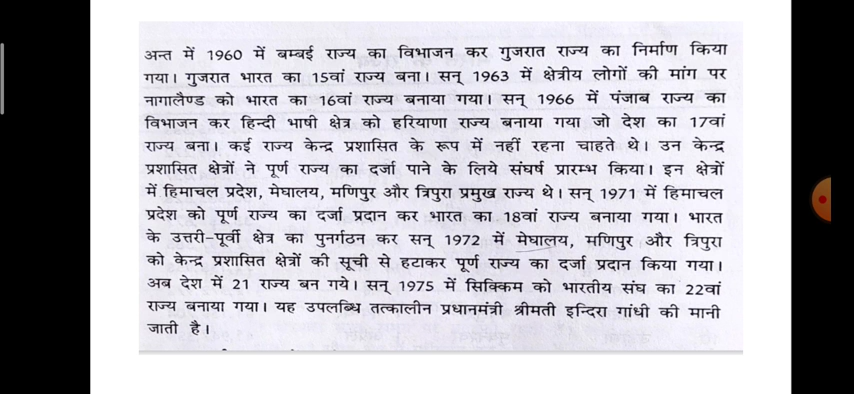 अन्त में 1960 में बम्बई राज्य का विभाजन कर गुजरात राज्य का निर्माण किया
गया। गुजरात भारत का 15वां राज्य बना। सन् 1963 में क्षेत्रीय लोगों की मांग पर
नागालैण्ड को भारत का 16वां राज्य बनाया गया। सन् 1966 में पंजाब राज्य का
विभाजन कर हिन्दी भाषी क्षेत्र को हरियाणा राज्य बनाया गया जो देश का 17वां
राज्य बना। कई राज्य केन्द्र प्रशासित के रूप में नहीं रहना चाहते थे। उन केन्द्र
प्रशासित क्षेत्रों ने पूर्ण राज्य का दर्जा पाने के लिये संघर्ष प्रारम्भ किया। इन क्षेत्रों
में हिमाचल प्रदेश, मेघालय, मणिपुर और त्रिपुरा प्रमुख राज्य थे। सन् 1971 में हिमाचल
प्रदेश को पूर्ण राज्य का दर्जा प्रदान कर भारत का 18वां राज्य बनाया गया। भारत
के उत्तरी-पूर्वी क्षेत्र का पुनर्गठन कर सन् 1972 में मेघालय, मणिपुर और त्रिपुरा
को केन्द्र प्रशासित क्षेत्रों की सूची से हटाकर पूर्ण राज्य का दर्जा प्रदान किया गया।
अब देश में 21 राज्य बन गये। सन् 1975 में सिक्किम को भारतीय संघ का 22वां
राज्य बनाया गया। यह उपलब्धि तत्कालीन प्रधानमंत्री श्रीमती इन्दिरा गांधी की मानी
जाती है।